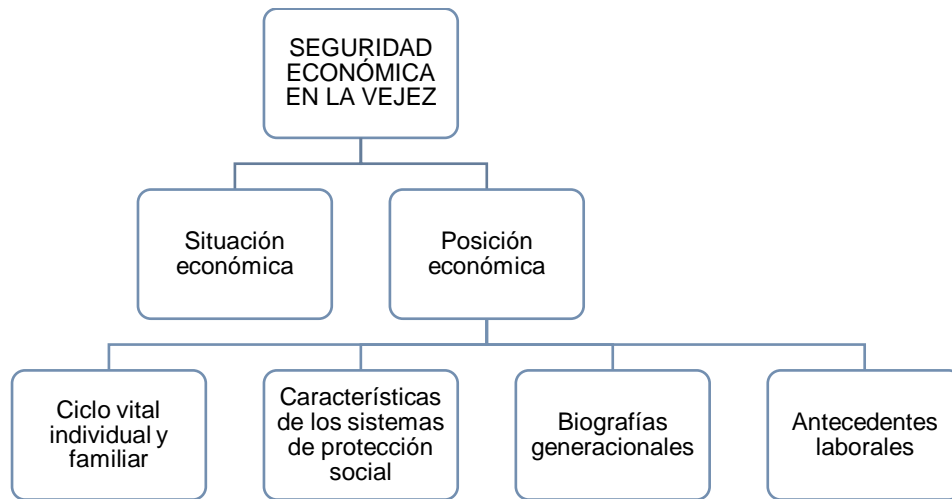 SEGURIDAD
ECONÓMICA
EN LA VEJEZ
Situación
económica
Posición
económica
Ciclo vital
individual y
familiar
Características
de los sistemas
de protección
social
Biografías
generacionales
Antecedentes
laborales